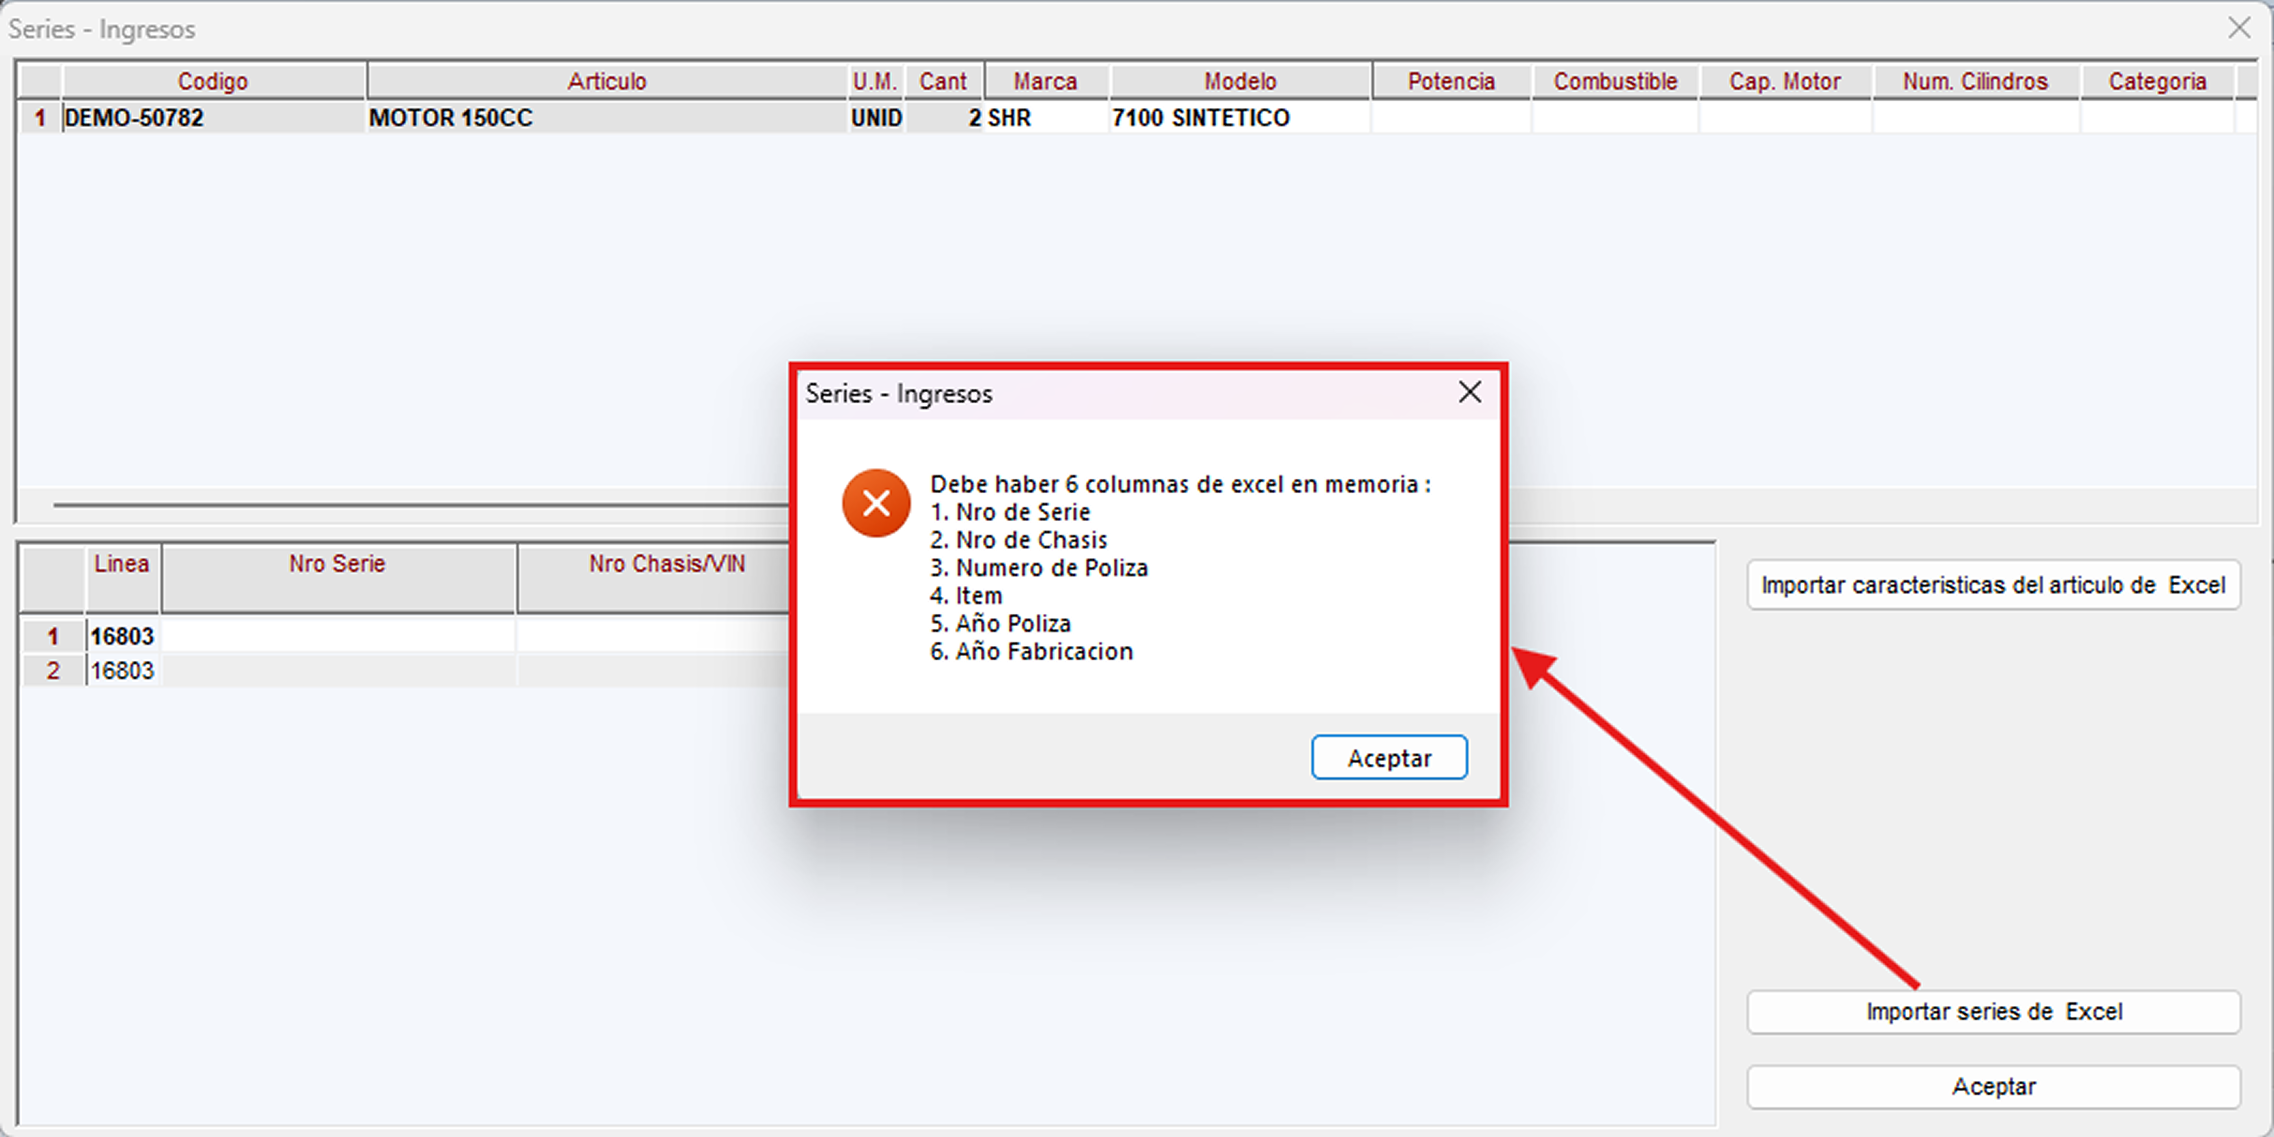 Series - Ingresos
Codigo Articulo U.M. Cant Marca Modelo Potencia Combustible Cap. Motor Num. Cilindros Categoria
1 DEMO-50782 MOTOR 150CC UNID 2 SHR 7100 SINTETICO
Series - Ingresos
Debe haber 6 columnas de excel en memoria :
1. Nro de Serie
2. Nro de Chasis
3. Numero de Poliza
4. Item
5. Año Poliza
6. Año Fabricacion
Aceptar
Linea Nro Serie Nro Chasis/VIN
1 16803
2 16803
Importar caracteristicas del articulo de Excel
Importar series de Excel
Aceptar